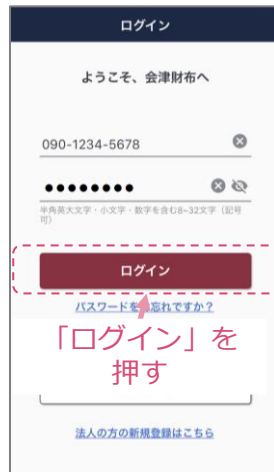 ログイン
ようこそ、会津財布へ
090-1234-5678
●●●●●●●●
半角英大文字・小文字・数字を含む8~32文字（記号
可）
ログイン
パスワードをお忘れですか？
「ログイン」を
押す
法人の方の新規登録はこちら